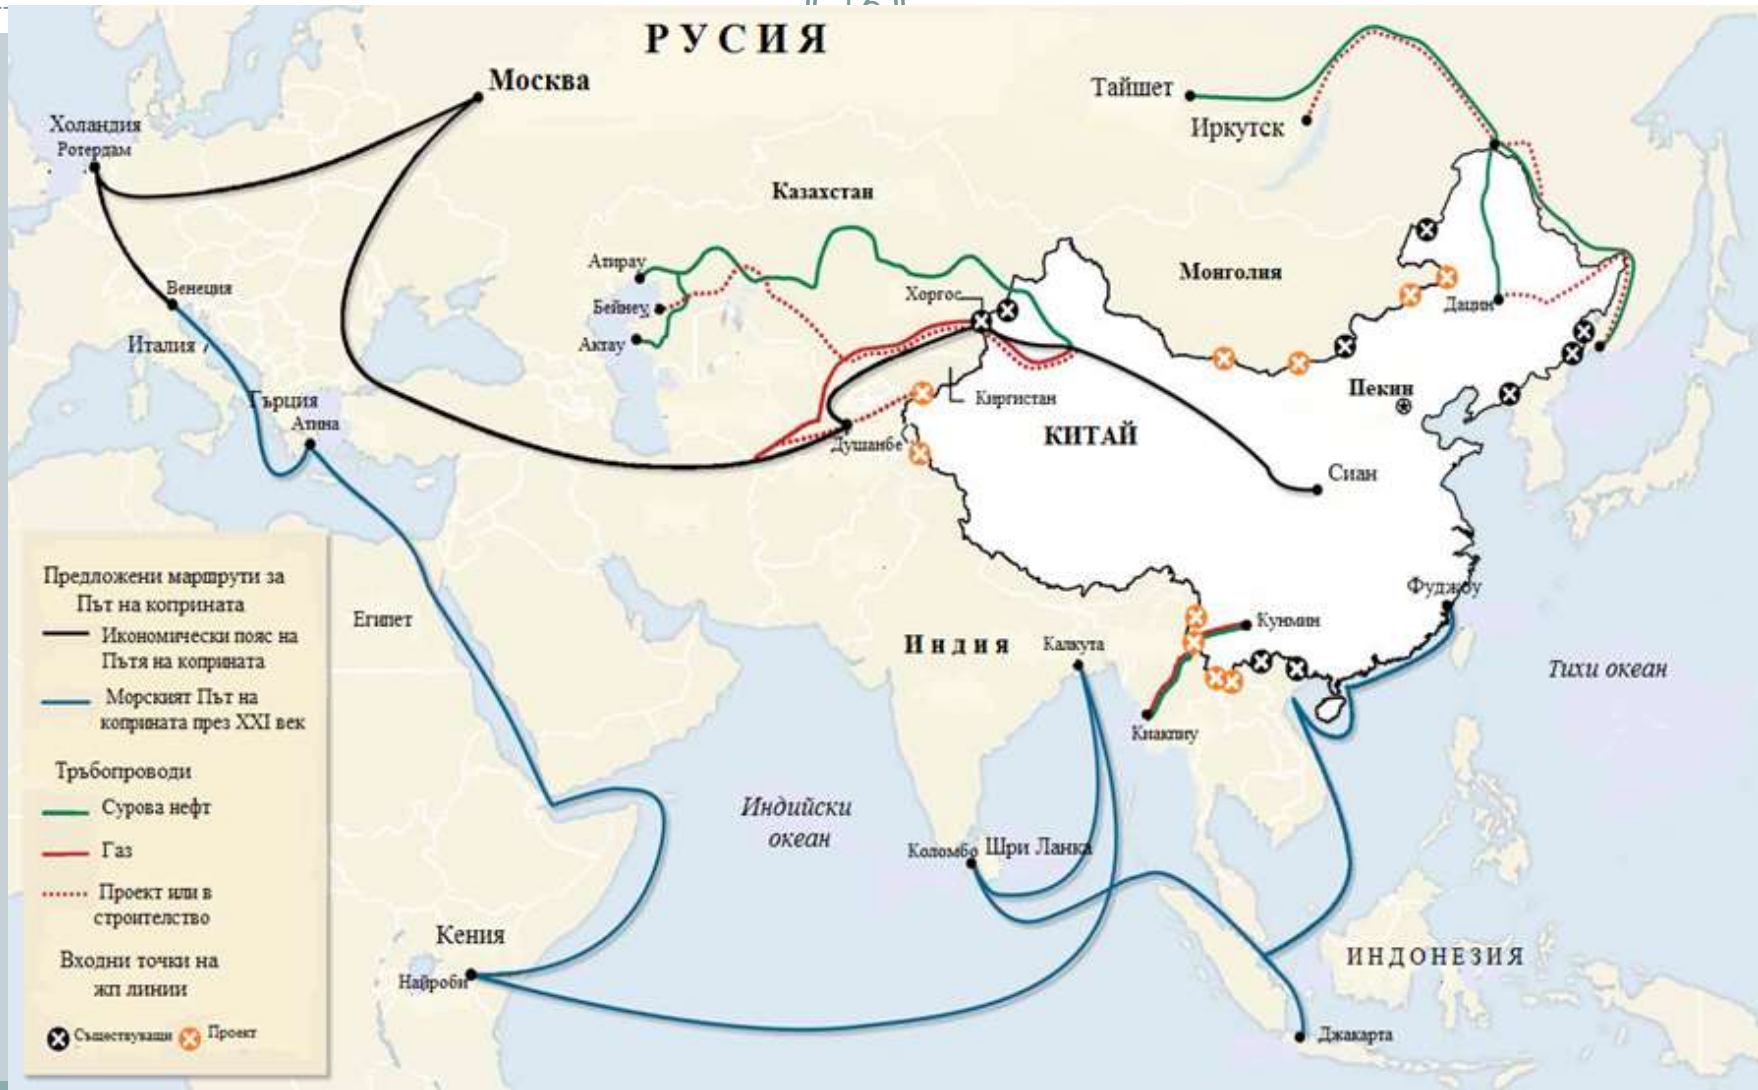 РУСИЯ
Москва
Тайшет
Иркутск
Холандия
Ротердам
Казахстан
Атирау
Бейнеу
Актау
Хоргос
Монголия
Дацин
Венеция
Италия
Гърция
Атина
Киргистан
Пекин
КИТАЙ
Душанбе
Сиан
Предложени маршрути за
Път на коприната
Икономически пояс на
Пътя на коприната
Морският Път на
коприната през XXI век
Тръбопроводи
Сурова нефт
Газ
Проект или в
строителство
Входни точки на
жп линии
Съществуващи
Проект
Египет
Индия
Калкута
Кунмин
Фуджоу
Тихи океан
Киакпиу
Индийски
океан
Коломбо
Шри Ланка
Кения
Найроби
ИНДОНЕЗИЯ
Джакарта